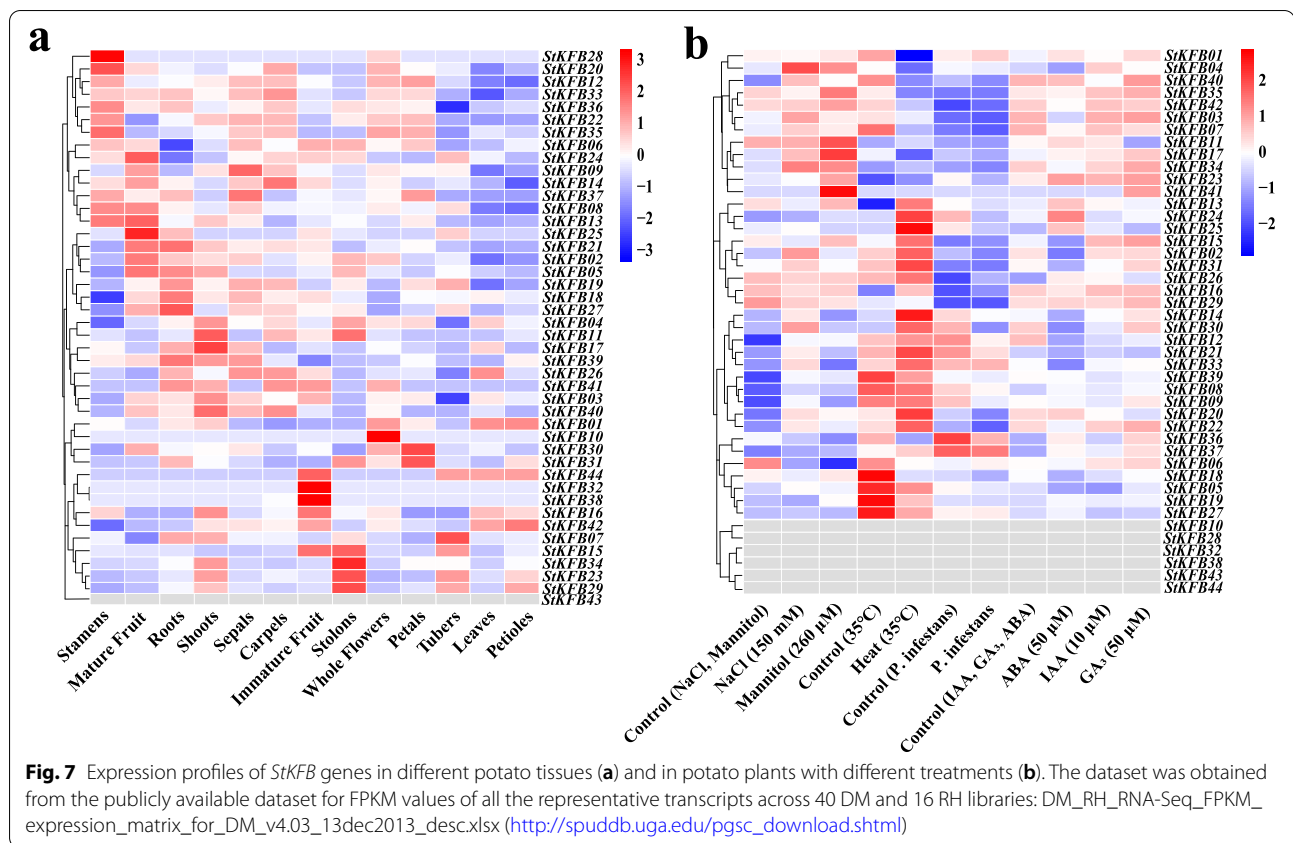 a
StKFB28
StKFB20
StKFB12
StKFB33
StKFB36
StKFB22
StKFB35
StKFB06
StKFB24
StKFB09
StKFB14
StKFB37
StKFB08
StKFB13
StKFB25
StKFB21
StKFB02
StKFB05
StKFB19
StKFB18
StKFB27
StKFB04
StKFB11
StKFB17
StKFB39
StKFB26
StKFB41
StKFB03
StKFB40
StKFB01
StKFB10
StKFB30
StKFB31
StKFB44
StKFB32
StKFB38
StKFB16
StKFB42
StKFB07
StKFB15
StKFB34
StKFB23
StKFB29
StKFB43
3
2
1
0
−1
−2
−3
Stamens
Mature Fruit
Roots
Shoots
Sepals
Carpels
Immature Fruit
Stolons
Whole Flowers
Petals
Tubers
Leaves
Petioles
b
StKFB01
StKFB04
StKFB40
StKFB35
StKFB42
StKFB03
StKFB07
StKFB11
StKFB17
StKFB34
StKFB23
StKFB41
StKFB13
StKFB24
StKFB25
StKFB15
StKFB02
StKFB31
StKFB26
StKFB16
StKFB29
StKFB14
StKFB30
StKFB12
StKFB21
StKFB33
StKFB39
StKFB08
StKFB09
StKFB20
StKFB22
StKFB36
StKFB37
StKFB06
StKFB18
StKFB05
StKFB19
StKFB27
StKFB10
StKFB28
StKFB32
StKFB38
StKFB43
StKFB44
2
1
0
−1
−2
Control (NaCl, Mannitol)
NaCl (150 mM)
Mannitol (260 μM)
Control (35°C)
Heat (35°C)
Control (P. infestans)
P. infestans
Control (IAA, GA₃, ABA)
ABA (50 μM)
IAA (10 μM)
GA₃ (50 μM)
Fig. 7 Expression profiles of StKFB genes in different potato tissues (a) and in potato plants with different treatments (b). The dataset was obtained
from the publicly available dataset for FPKM values of all the representative transcripts across 40 DM and 16 RH libraries: DM_RH_RNA-Seq_FPKM_
expression_matrix_for_DM_v4.03_13dec2013_desc.xlsx (http://spuddb.uga.edu/pgsc_download.shtml)